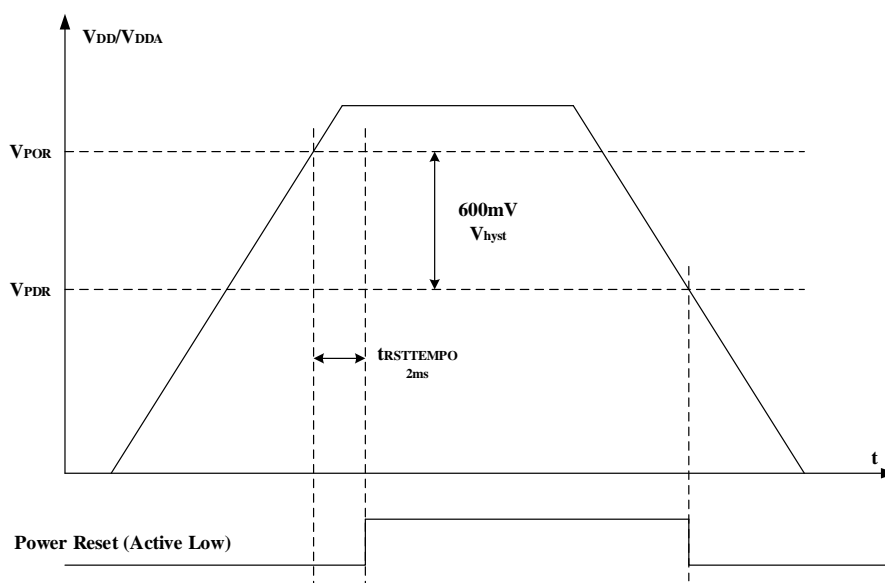 VDD/VDDA
VPOR
600mV
Vhyst
VPDR
tRSTTEMPO
2ms
t
Power Reset (Active Low)